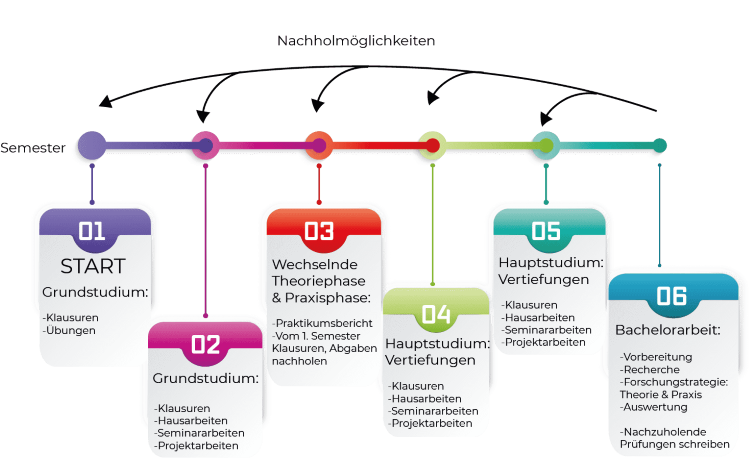 Nachholmöglichkeiten
Semester
01
START
Grundstudium:
-Klausuren
-Übungen
02
Grundstudium:
-Klausuren
-Hausarbeiten
-Seminararbeiten
-Projektarbeiten
03
Wechselnde
Theoriephase
& Praxisphase:
-Praktikumsbericht
-Vom 1. Semester
Klausuren, Abgaben
nachholen
04
Hauptstudium:
Vertiefungen
-Klausuren
-Hausarbeiten
-Seminararbeiten
-Projektarbeiten
05
Hauptstudium:
Vertiefungen
-Klausuren
-Hausarbeiten
-Seminararbeiten
-Projektarbeiten
06
Bachelorarbeit:
-Vorbereitung
-Recherche
-Forschungstrategie:
Theorie & Praxis
-Auswertung
-Nachzuholende
Prüfungen schreiben